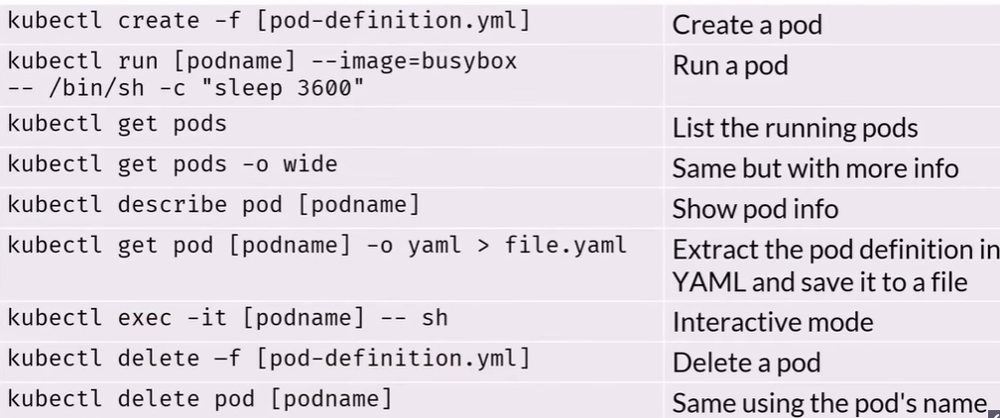 kubectl create -f [pod-definition.yml]
Create a pod
kubectl run [podname] --image=busybox
-- /bin/sh -c "sleep 3600"
Run a pod
kubectl get pods
List the running pods
kubectl get pods -o wide
Same but with more info
kubectl describe pod [podname]
Show pod info
kubectl get pod [podname] -o yaml > file.yaml
Extract the pod definition in
YAML and save it to a file
kubectl exec -it [podname] -- sh
Interactive mode
kubectl delete –f [pod-definition.yml]
Delete a pod
kubectl delete pod [podname]
Same using the pod's name